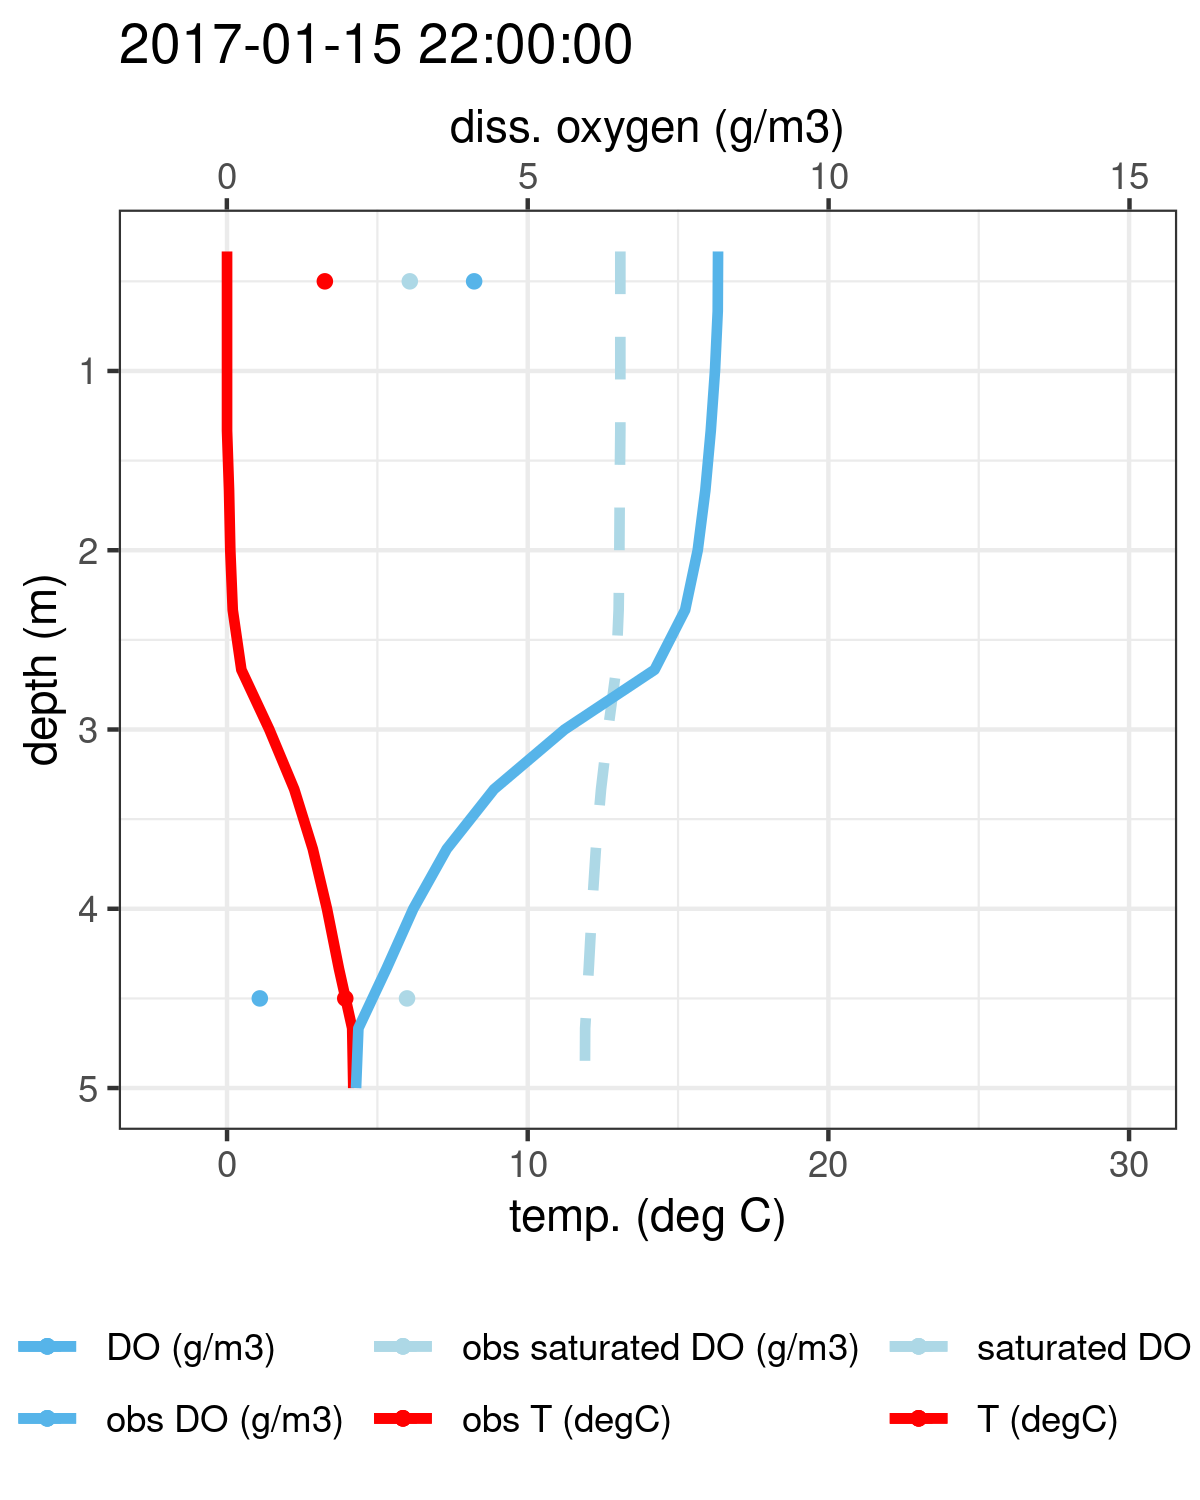 2017-01-15 22:00:00
diss. oxygen (g/m3)
0 5 10 15
depth (m)
1
2
3
4
5
0 10 20 30
temp. (deg C)
DO (g/m3) obs saturated DO (g/m3) saturated DO
obs DO (g/m3) obs T (degC) T (degC)